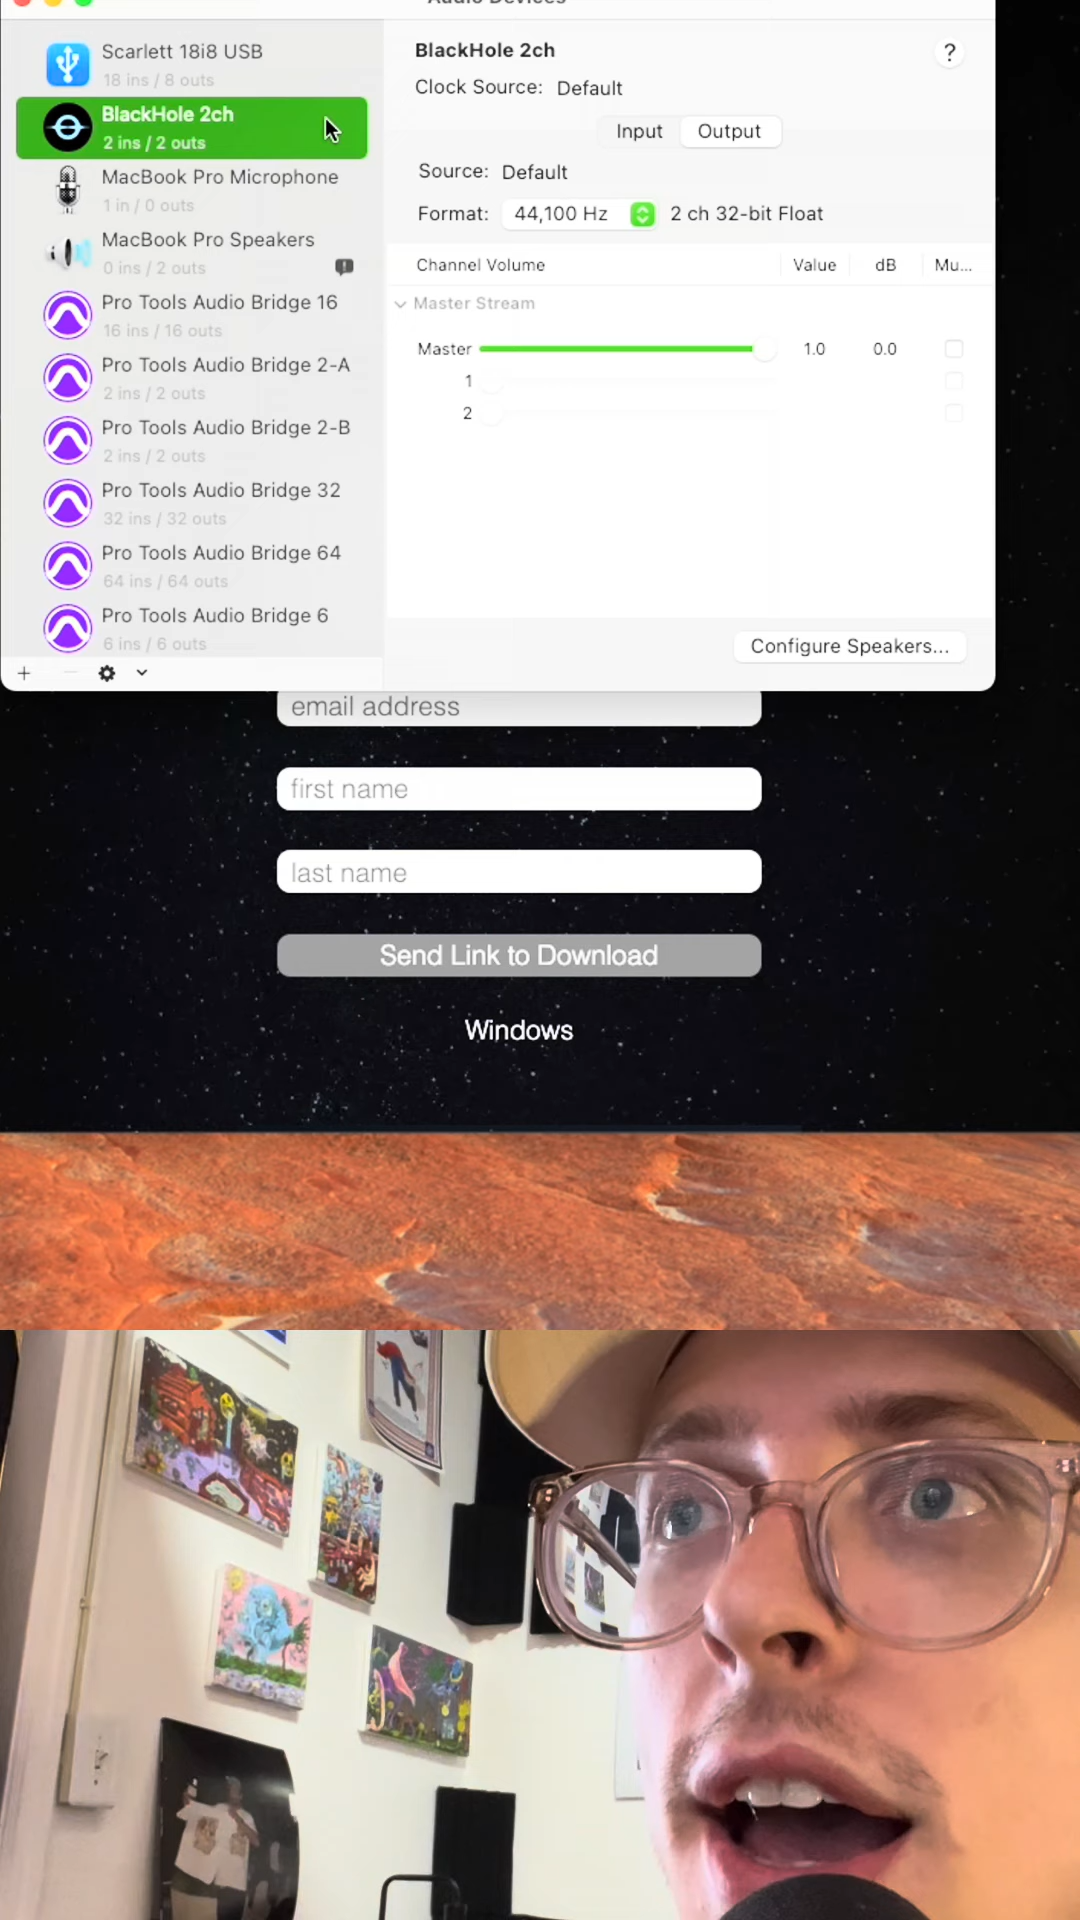 Audio Devices
Scarlett 18i8 USB
18 ins / 8 outs
BlackHole 2ch
2 ins / 2 outs
MacBook Pro Microphone
1 in / 0 outs
MacBook Pro Speakers
0 ins / 2 outs
Pro Tools Audio Bridge 16
16 ins / 16 outs
Pro Tools Audio Bridge 2-A
2 ins / 2 outs
Pro Tools Audio Bridge 2-B
2 ins / 2 outs
Pro Tools Audio Bridge 32
32 ins / 32 outs
Pro Tools Audio Bridge 64
64 ins / 64 outs
Pro Tools Audio Bridge 6
6 ins / 6 outs
BlackHole 2ch
?
Clock Source: Default
Input Output
Source: Default
Format: 44,100 Hz 2 ch 32-bit Float
Channel Volume Value dB Mu...
Master Stream
Master 1.0 0.0
1
2
Configure Speakers...
email address
first name
last name
Send Link to Download
Windows